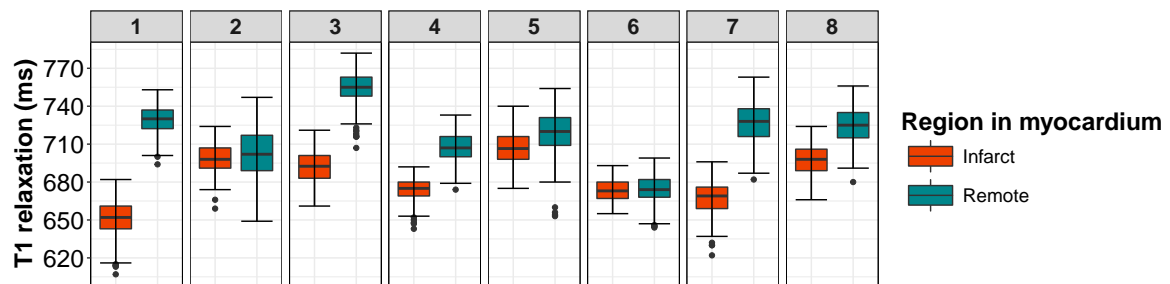 1 2 3 4 5 6 7 8
T1 relaxation (ms)
770
740
710
680
650
620
Region in myocardium
Infarct
Remote